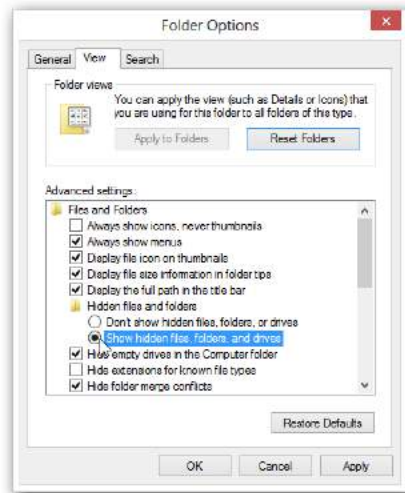 Folder Options
General View Search
Folder views
You can apply the view (such as Details or Icons) that
you are using for this folder to all folders of this type.
Apply to Folders Reset Folders
Advanced settings:
Files and Folders
Always show icons, never thumbnails
Always show menus
Display file icon on thumbnails
Display file size information in folder tips
Display the full path in the title bar
Hidden files and folders
Don't show hidden files, folders, or drives
Show hidden files, folders, and drives
Hide empty drives in the Computer folder
Hide extensions for known file types
Hide folder merge conflicts
Restore Defaults
OK Cancel Apply